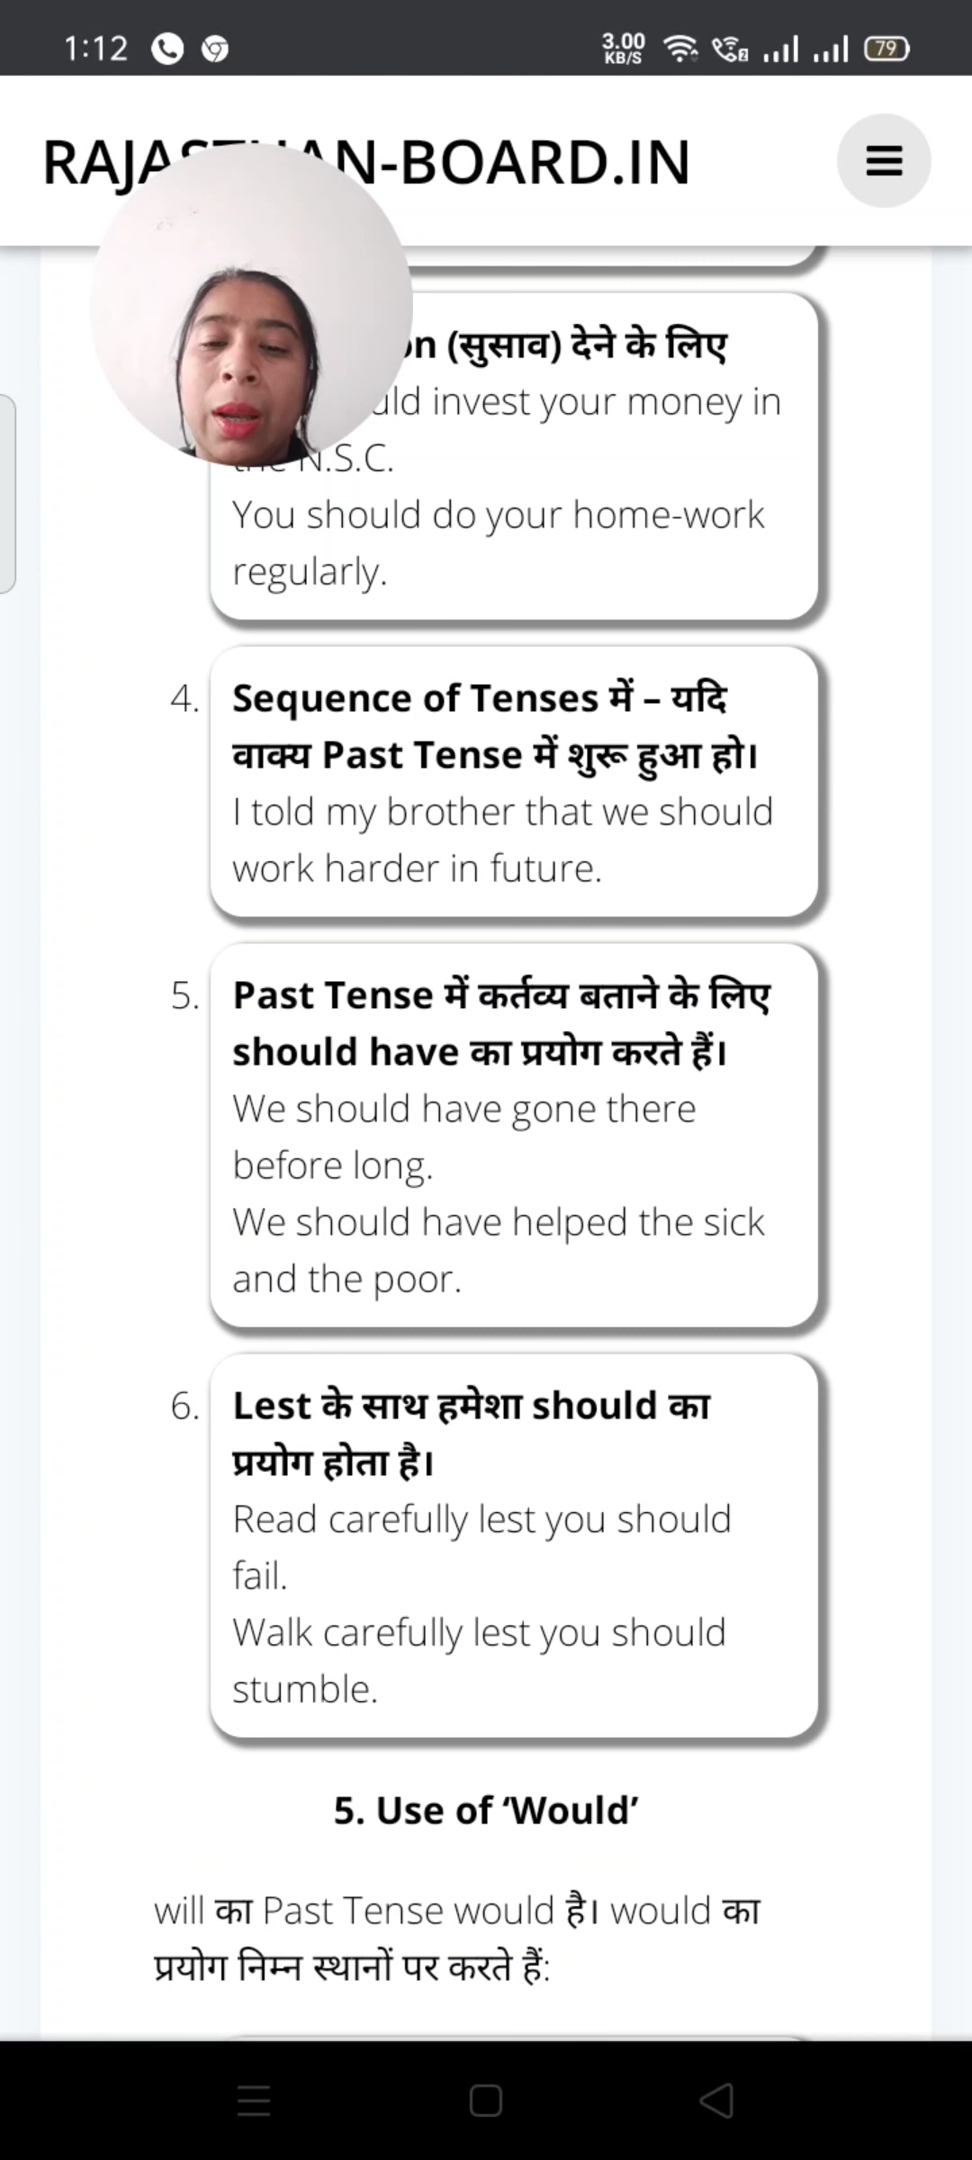 1:12 3.00 KB/S 79
N-BOARD.IN
(सुसाव) देने के लिए
invest your money in
N.S.C.
You should do your home-work
regularly.
4. Sequence of Tenses में – यदि
वाक्य Past Tense में शुरू हुआ हो।
I told my brother that we should
work harder in future.
5. Past Tense में कर्तव्य बताने के लिए
should have का प्रयोग करते हैं।
We should have gone there
before long.
We should have helped the sick
and the poor.
6. Lest के साथ हमेशा should का
प्रयोग होता है।
Read carefully lest you should
fail.
Walk carefully lest you should
stumble.
5. Use of ‘Would’
will का Past Tense would है। would का
प्रयोग निम्न स्थानों पर करते हैं: